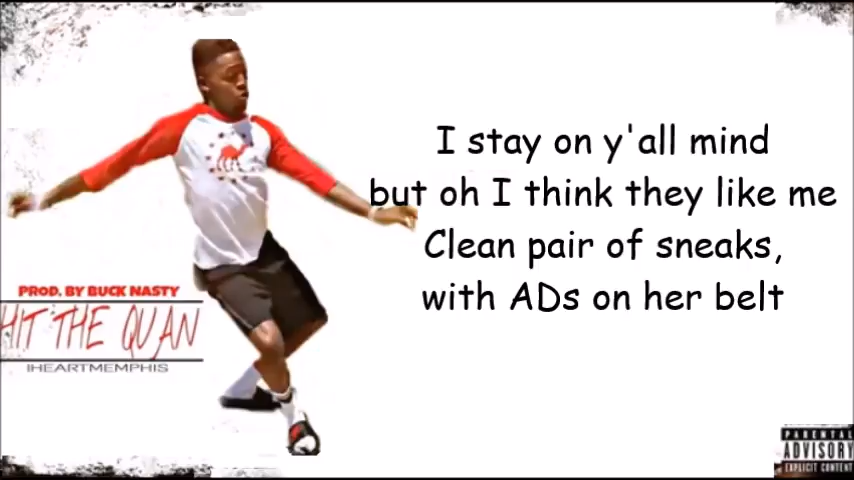 I stay on y'all mind
but oh I think they like me
Clean pair of sneaks,
with ADs on her belt
PROD. BY BUCK NASTY
HIT THE QUAN
IHEARTMEMPHIS
PARENTAL
ADVISORY
EXPLICIT CONTENT